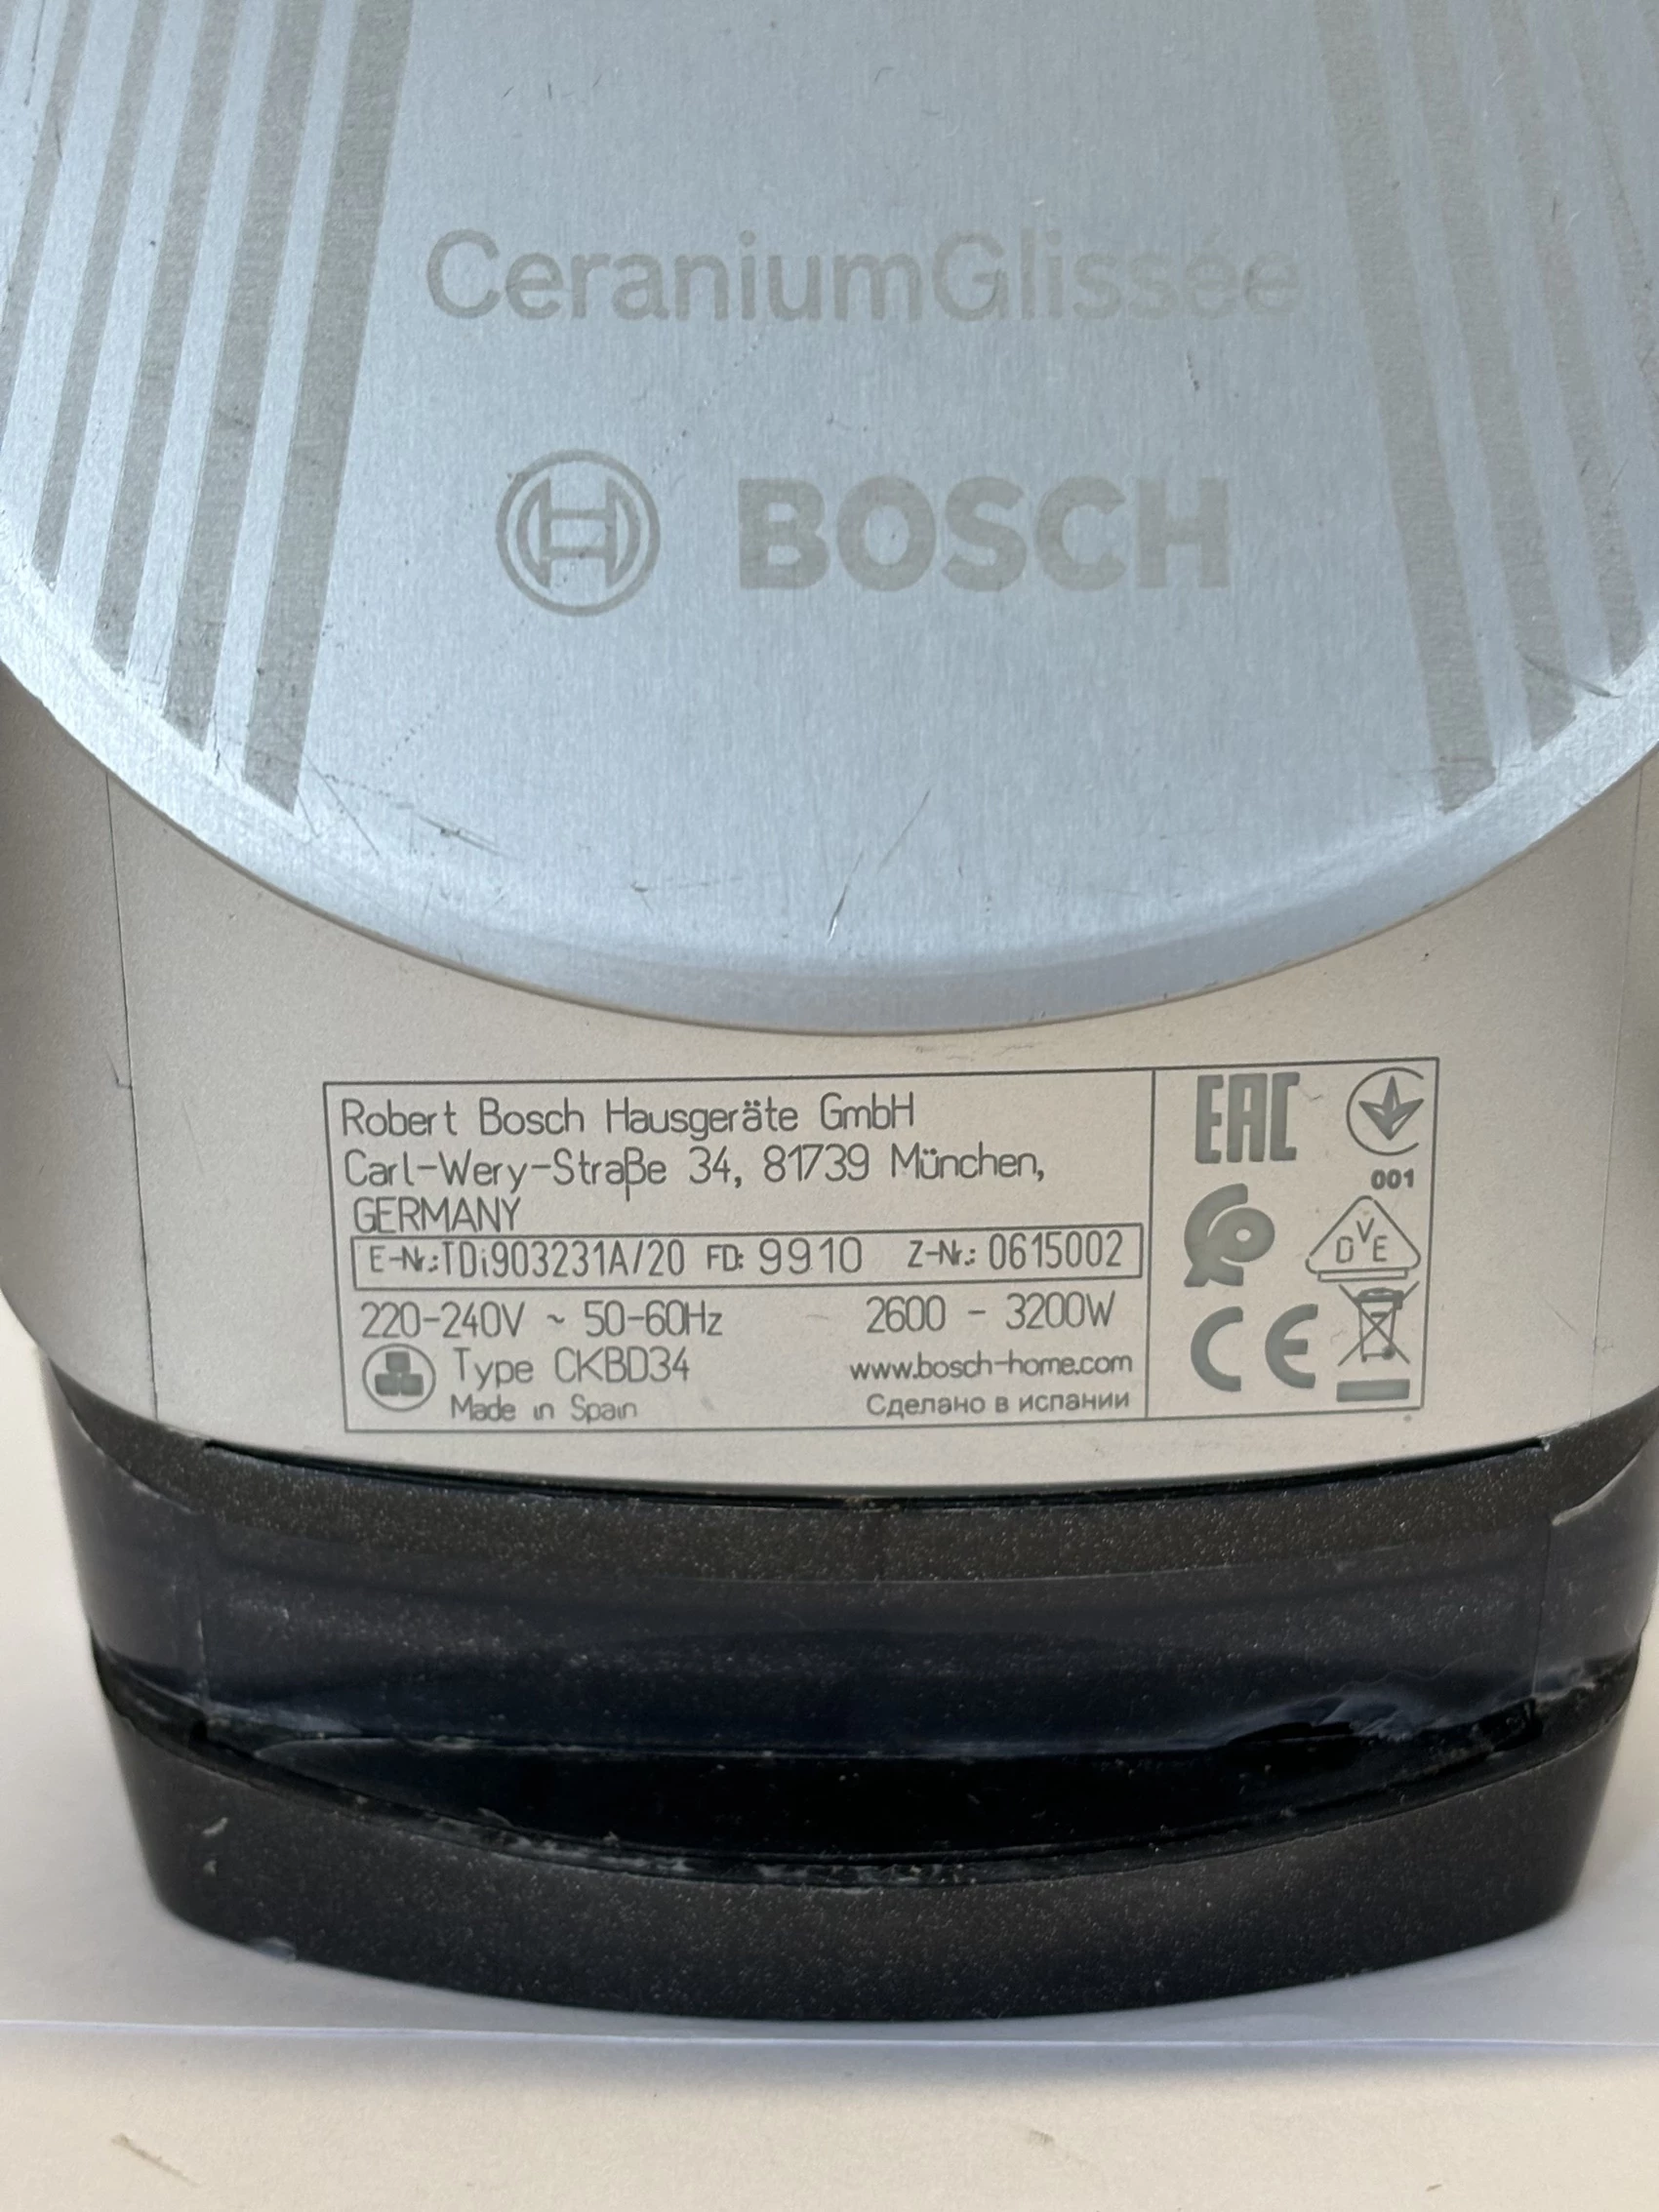 CeraniumGlissée
BOSCH
Robert Bosch Hausgeräte GmbH
Carl-Wery-Straße 34, 81739 München,
GERMANY
E-Nr.:TDi903231A/20 FD: 9910 Z-Nr.: 0615002
220-240V ~ 50-60Hz 2600 - 3200W
Type CKBD34 www.bosch-home.com
Made in Spain Сделано в испании
EAC
001
DVE
CE